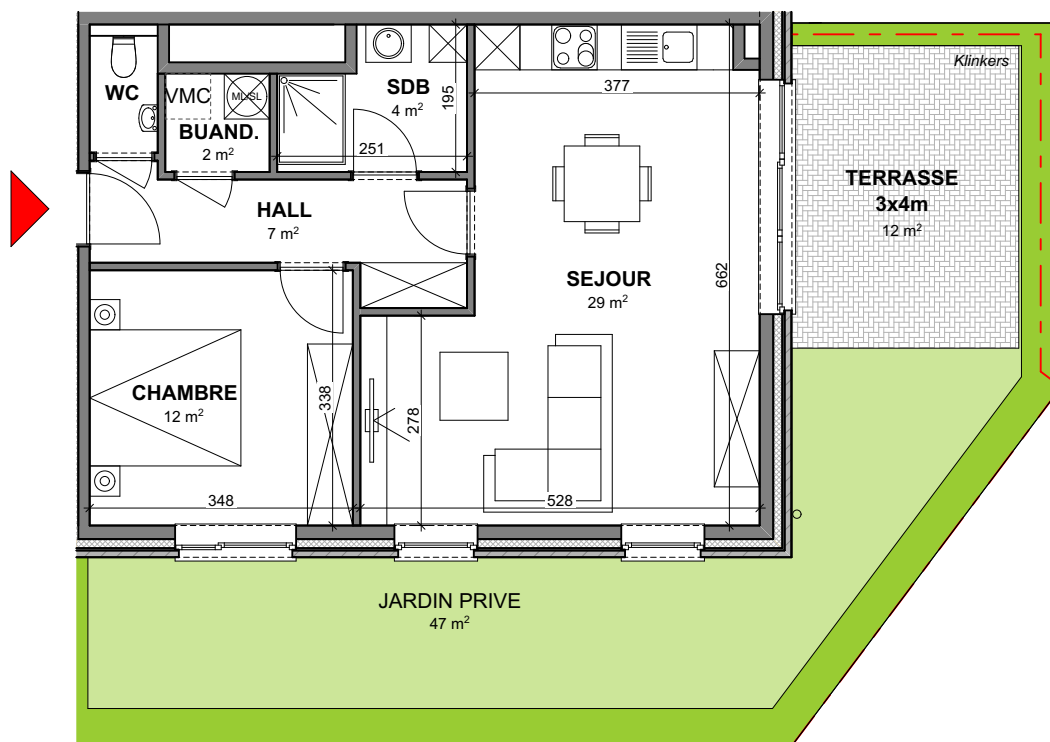 Klinkers
WC
VMC
ML/SL
SDB
4 m²
195
377
BUAND.
2 m²
251
TERRASSE
3x4m
12 m²
HALL
7 m²
SEJOUR
29 m²
662
CHAMBRE
12 m²
338
278
348
528
JARDIN PRIVE
47 m²